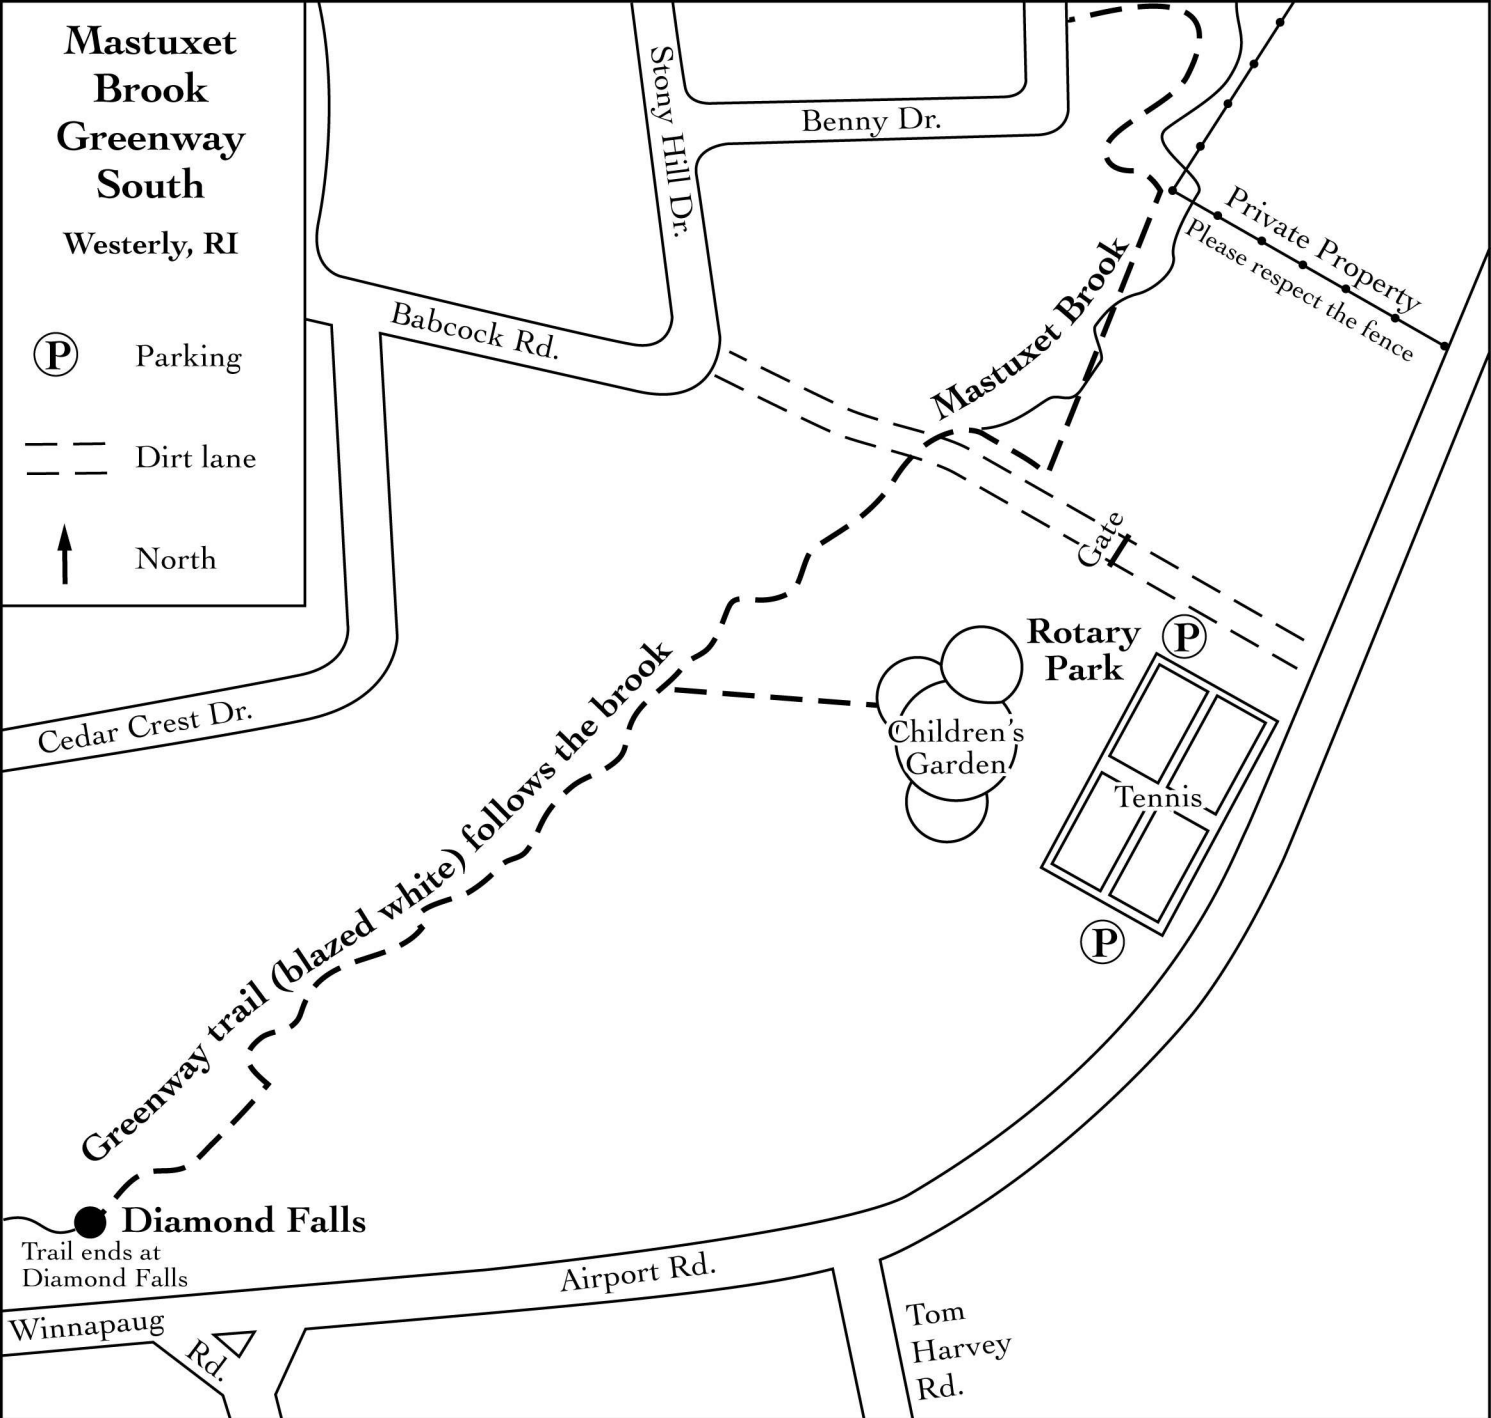 Mastuxet
Brook
Greenway
South
Westerly, RI
P
Parking
Dirt lane
North
Stony Hill Dr.
Benny Dr.
Babcock Rd.
Private Property
Please respect the fence
Mastuxet Brook
Gate
Rotary
Park
P
Children's
Garden
Tennis
P
Cedar Crest Dr.
Greenway trail (blazed white) follows the brook
Diamond Falls
Trail ends at
Diamond Falls
Airport Rd.
Winnapaug
Rd.
Tom
Harvey
Rd.